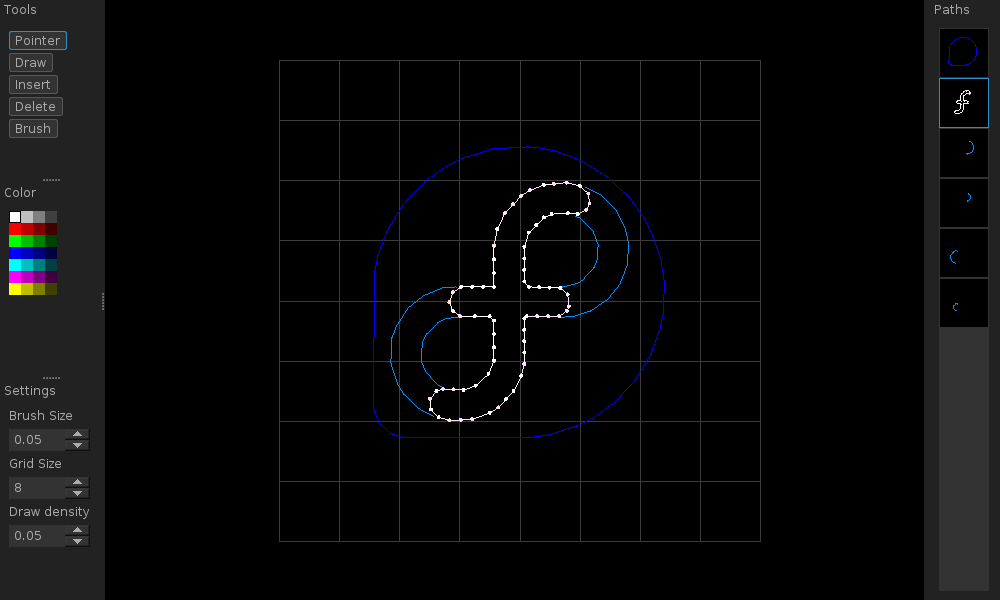 Tools
Pointer
Draw
Insert
Delete
Brush
Color
Settings
Brush Size
0.05
Grid Size
8
Draw density
0.05
Paths